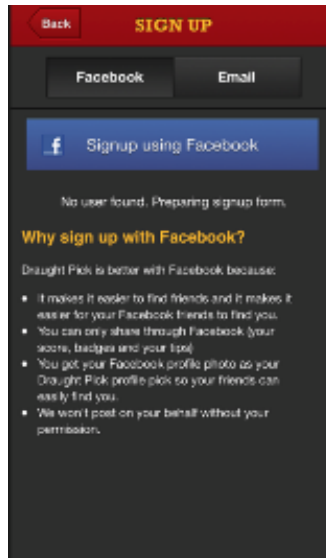 Back
SIGN UP
Facebook
Email
f Signup using Facebook
No user found. Preparing signup form.
Why sign up with Facebook?
Draught Pick is better with Facebook because:
• It makes it easier to find friends and it makes it
easier for your Facebook friends to find you.
• You can only share through Facebook (your
score, badges and your tips)
• You get your Facebook profile photo as your
Draught Pick profile pick so your friends can
easily find you.
• We won't post on your behalf without your
permission.